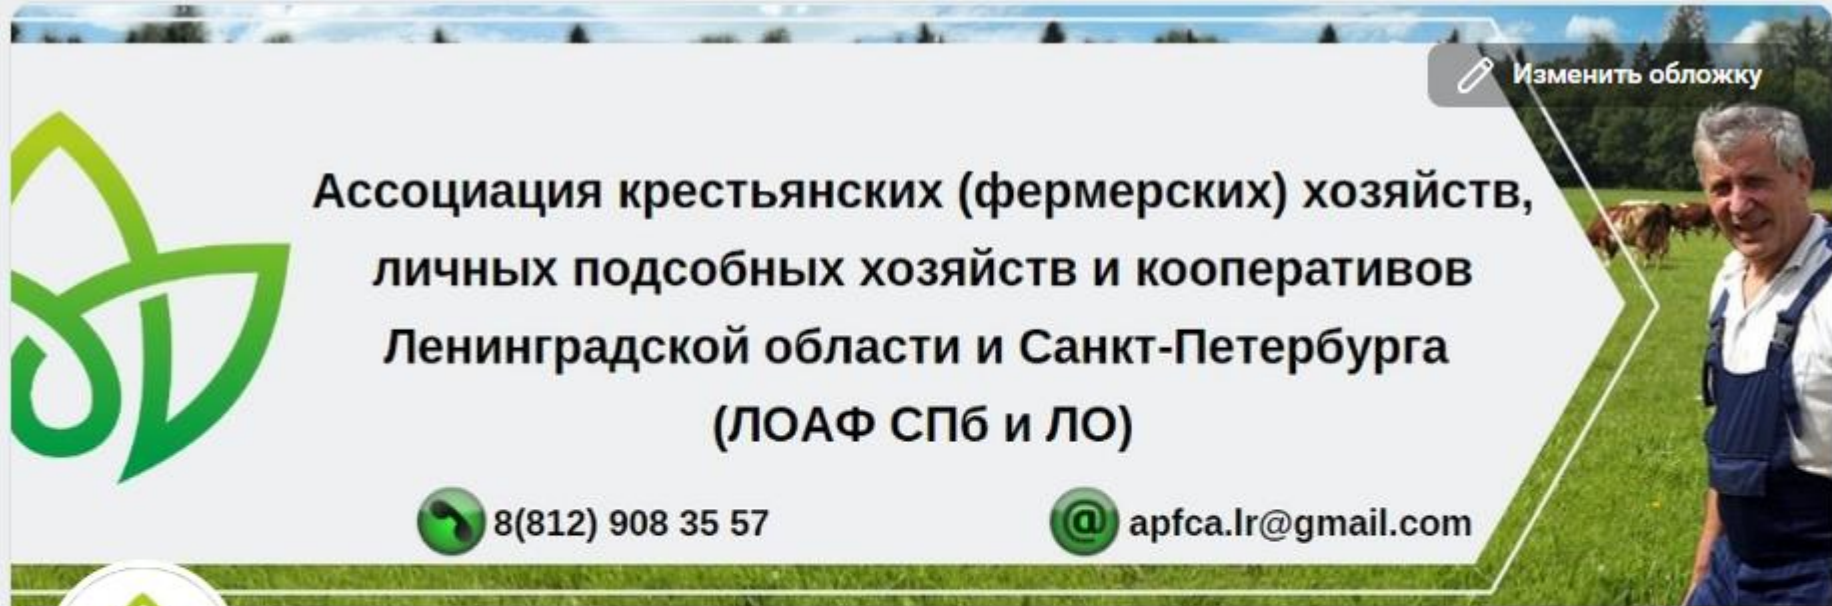 Изменить обложку
Ассоциация крестьянских (фермерских) хозяйств,
личных подсобных хозяйств и кооперативов
Ленинградской области и Санкт-Петербурга
(ЛОАФ СПб и ЛО)
8(812) 908 35 57
@ apfca.lr@gmail.com